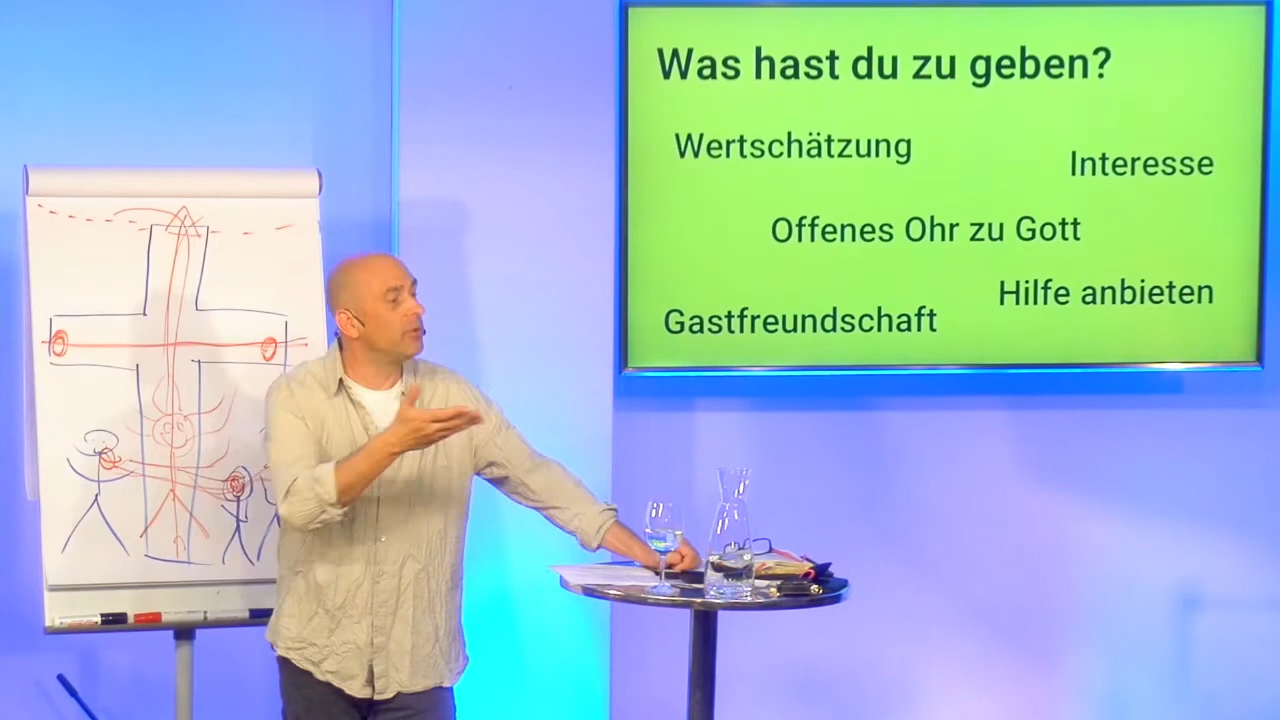 Was hast du zu geben?
Wertschätzung
Interesse
Offenes Ohr zu Gott
Hilfe anbieten
Gastfreundschaft